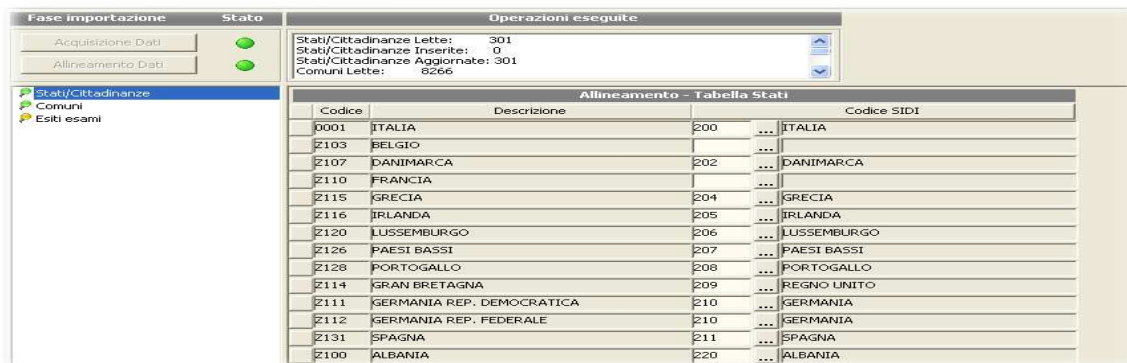 Fase importazione Stato Operazioni eseguite
Acquisizione Dati
Allineamento Dati
Stati/Cittadinanze Lette: 301
Stati/Cittadinanze Inserite: 0
Stati/Cittadinanze Aggiornate: 301
Comuni Lette: 8266
Stati/Cittadinanze
Comuni
Esiti esami
Allineamento - Tabella Stati
Codice Descrizione Codice SIDI
0001 ITALIA 200 ... ITALIA
Z103 BELGIO ...
Z107 DANIMARCA 202 ... DANIMARCA
Z110 FRANCIA ...
Z115 GRECIA 204 ... GRECIA
Z116 IRLANDA 205 ... IRLANDA
Z120 LUSSEMBURGO 206 ... LUSSEMBURGO
Z126 PAESI BASSI 207 ... PAESI BASSI
Z128 PORTOGALLO 208 ... PORTOGALLO
Z114 GRAN BRETAGNA 209 ... REGNO UNITO
Z111 GERMANIA REP. DEMOCRATICA 210 ... GERMANIA
Z112 GERMANIA REP. FEDERALE 210 ... GERMANIA
Z131 SPAGNA 211 ... SPAGNA
Z100 ALBANIA 220 ... ALBANIA